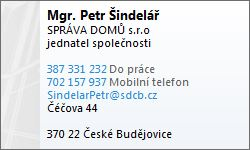 Mgr. Petr Šindelář
SPRÁVA DOMŮ s.r.o
jednatel společnosti
387 331 232 Do práce
702 157 937 Mobilní telefon
SindelarPetr@sdcb.cz
Čéčova 44
370 22 České Budějovice